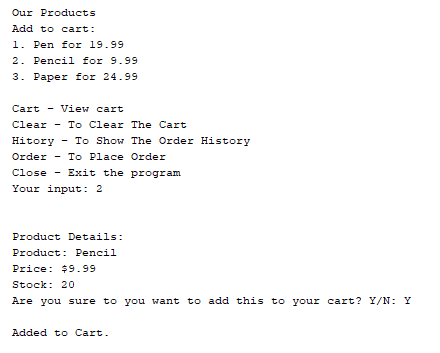 Our Products
Add to cart:
1. Pen for 19.99
2. Pencil for 9.99
3. Paper for 24.99
Cart - View cart
Clear - To Clear The Cart
Hitory - To Show The Order History
Order - To Place Order
Close - Exit the program
Your input: 2
Product Details:
Product: Pencil
Price: $9.99
Stock: 20
Are you sure to you want to add this to your cart? Y/N: Y
Added to Cart.